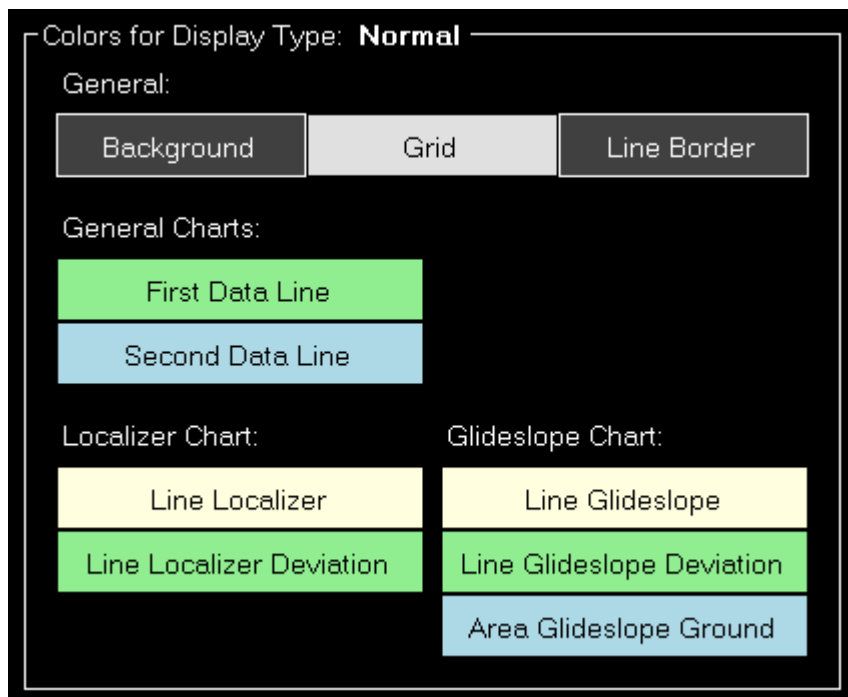 Colors for Display Type: Normal
General:
Background Grid Line Border
General Charts:
First Data Line
Second Data Line
Localizer Chart: Glideslope Chart:
Line Localizer Line Glideslope
Line Localizer Deviation Line Glideslope Deviation
Area Glideslope Ground